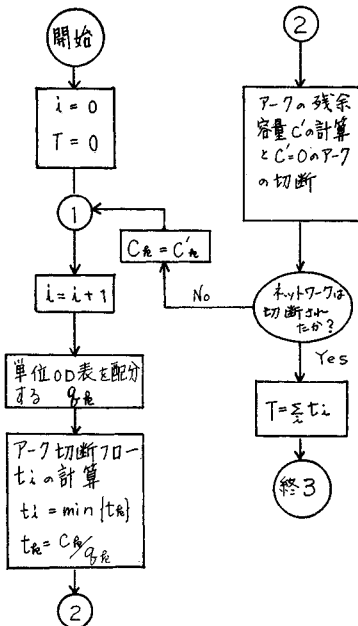 開始
i = 0
T = 0
1
i = i + 1
単位OD表を配分
する qk
アーク切断フロー
tiの計算
ti = min {tk}
tk = Ck/qk
2
2
アークの残余
容量C'の計算
とC'=0のアーク
の切断
ネットワークは
切断され
たか?
No
Ck = C'k
Yes
T = Σi ti
終3